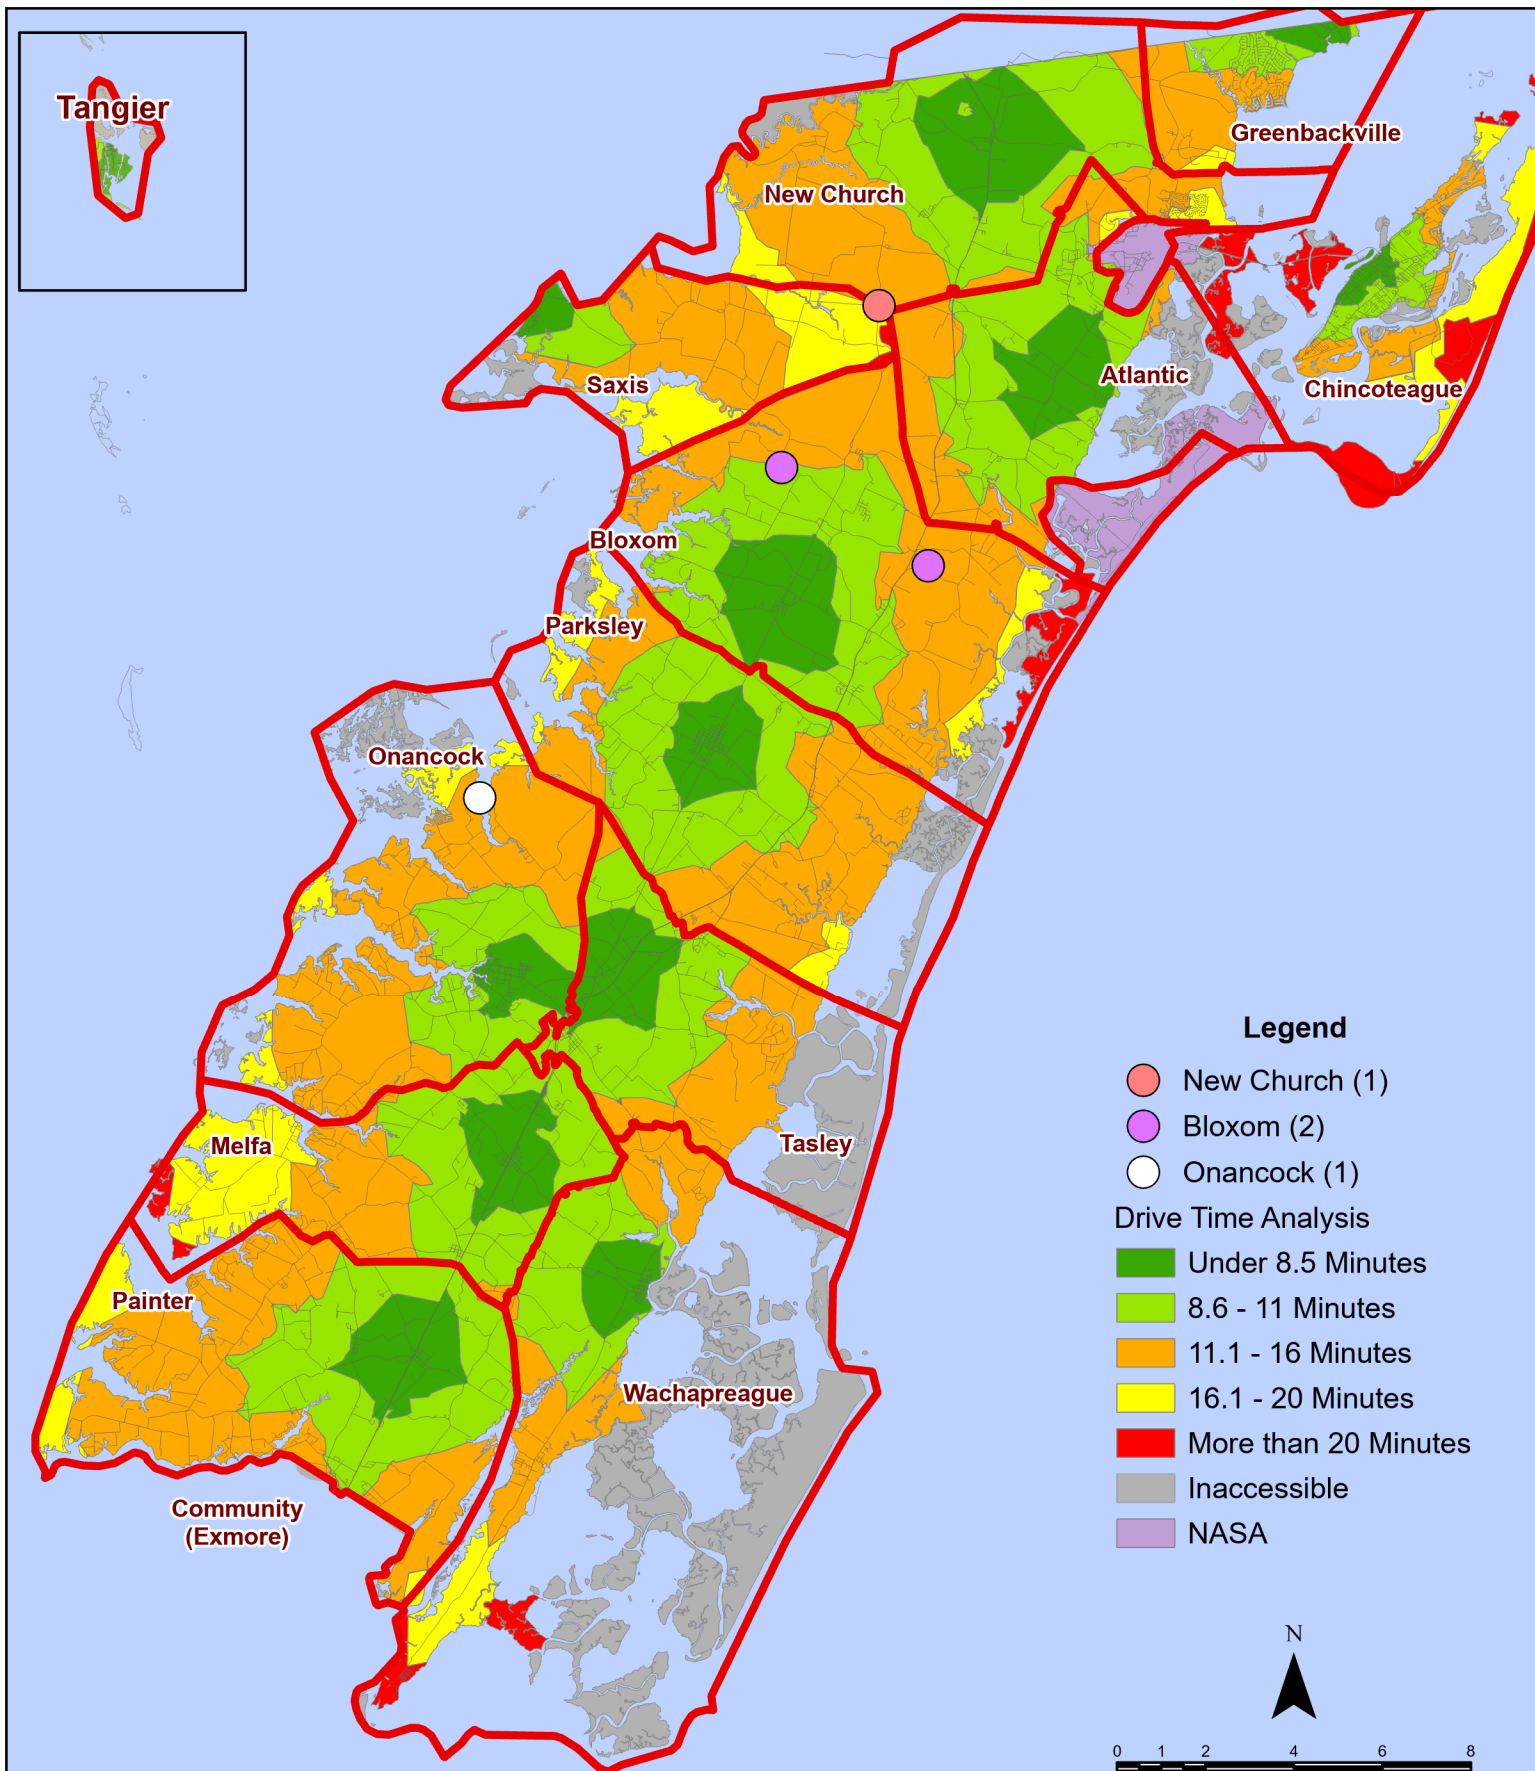 Tangier
Greenbackville
New Church
Atlantic
Saxis
Chincoteague
Bloxom
Parksley
Onancock
Melfa
Tasley
Painter
Wachapreague
Community
(Exmore)
Legend
New Church (1)
Bloxom (2)
Onancock (1)
Drive Time Analysis
Under 8.5 Minutes
8.6 - 11 Minutes
11.1 - 16 Minutes
16.1 - 20 Minutes
More than 20 Minutes
Inaccessible
NASA
N
0 1 2 4 6 8